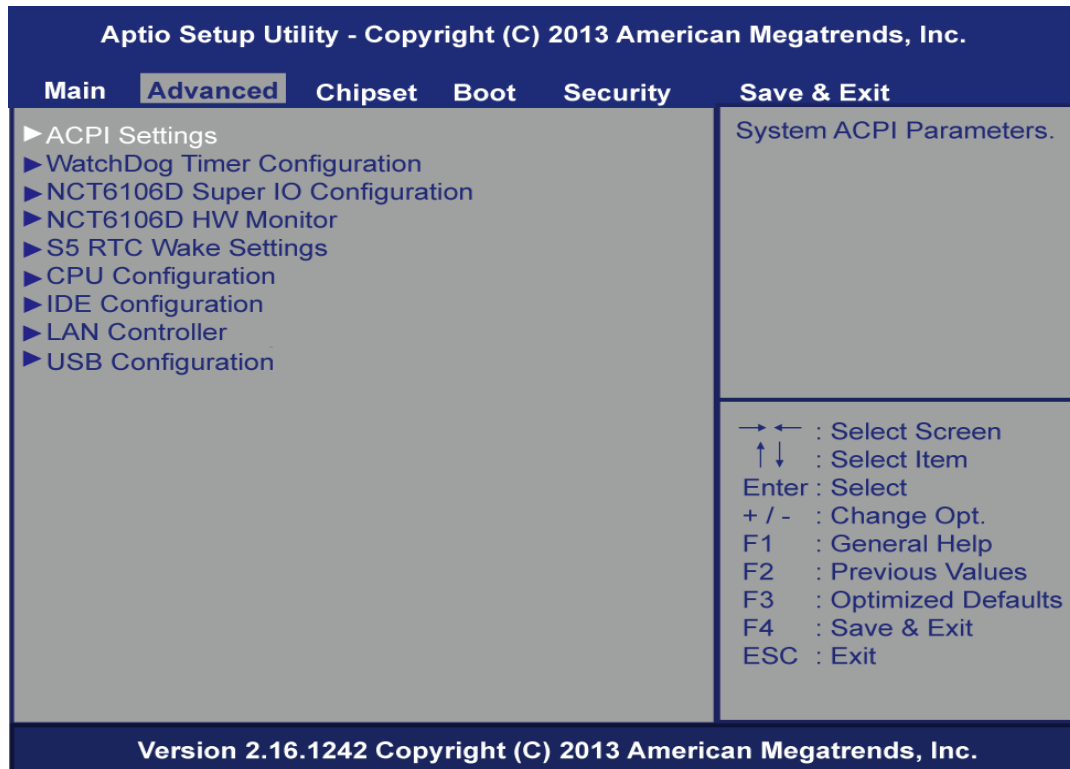 Aptio Setup Utility - Copyright (C) 2013 American Megatrends, Inc.
Main Advanced Chipset Boot Security Save & Exit
ACPI Settings
WatchDog Timer Configuration
NCT6106D Super IO Configuration
NCT6106D HW Monitor
S5 RTC Wake Settings
CPU Configuration
IDE Configuration
LAN Controller
USB Configuration
System ACPI Parameters.
→ ← : Select Screen
↑ ↓ : Select Item
Enter : Select
+ / - : Change Opt.
F1 : General Help
F2 : Previous Values
F3 : Optimized Defaults
F4 : Save & Exit
ESC : Exit
Version 2.16.1242 Copyright (C) 2013 American Megatrends, Inc.